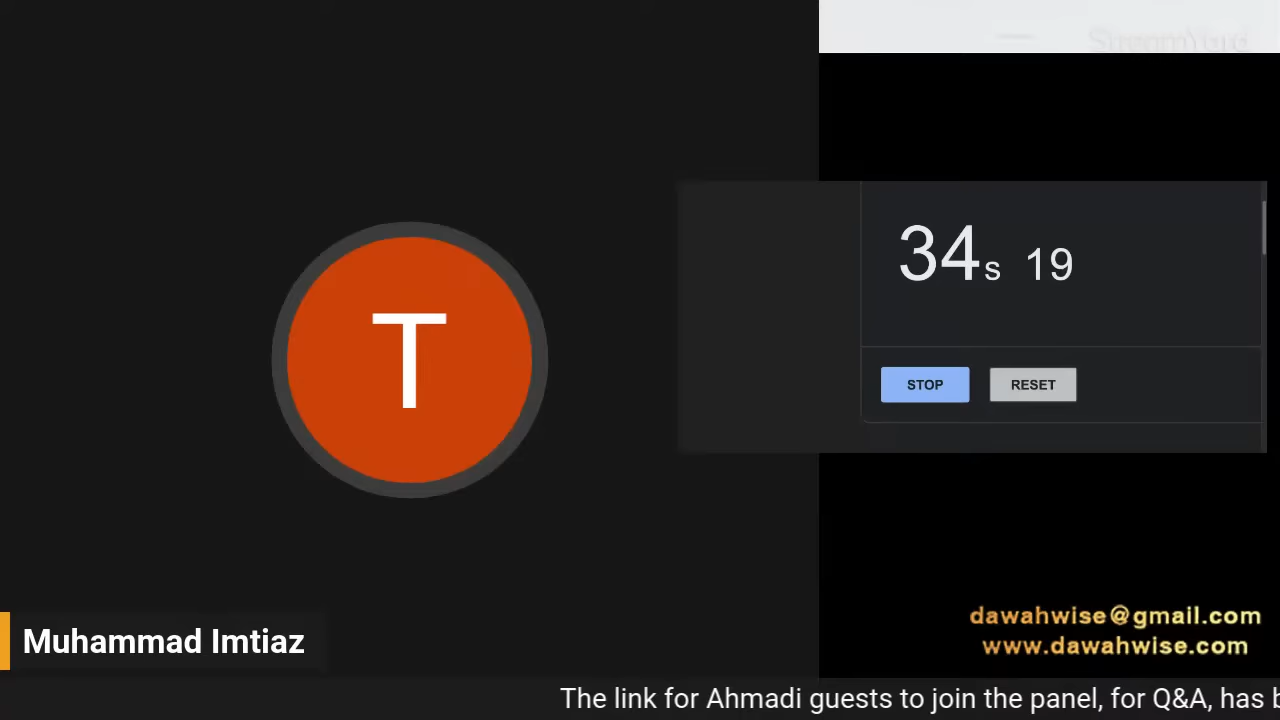 StreamYard
34s 19
T
STOP RESET
dawahwise@gmail.com
www.dawahwise.com
Muhammad Imtiaz
The link for Ahmadi guests to join the panel, for Q&A, has